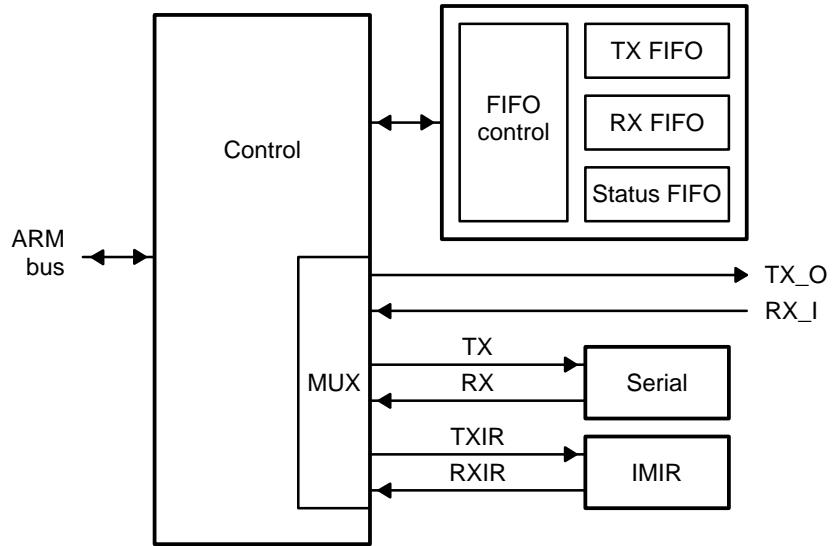 TX FIFO
FIFO
control
RX FIFO
Control
Status FIFO
ARM
bus
TX_O
RX_I
TX
MUX
RX
Serial
TXIR
RXIR
IMIR